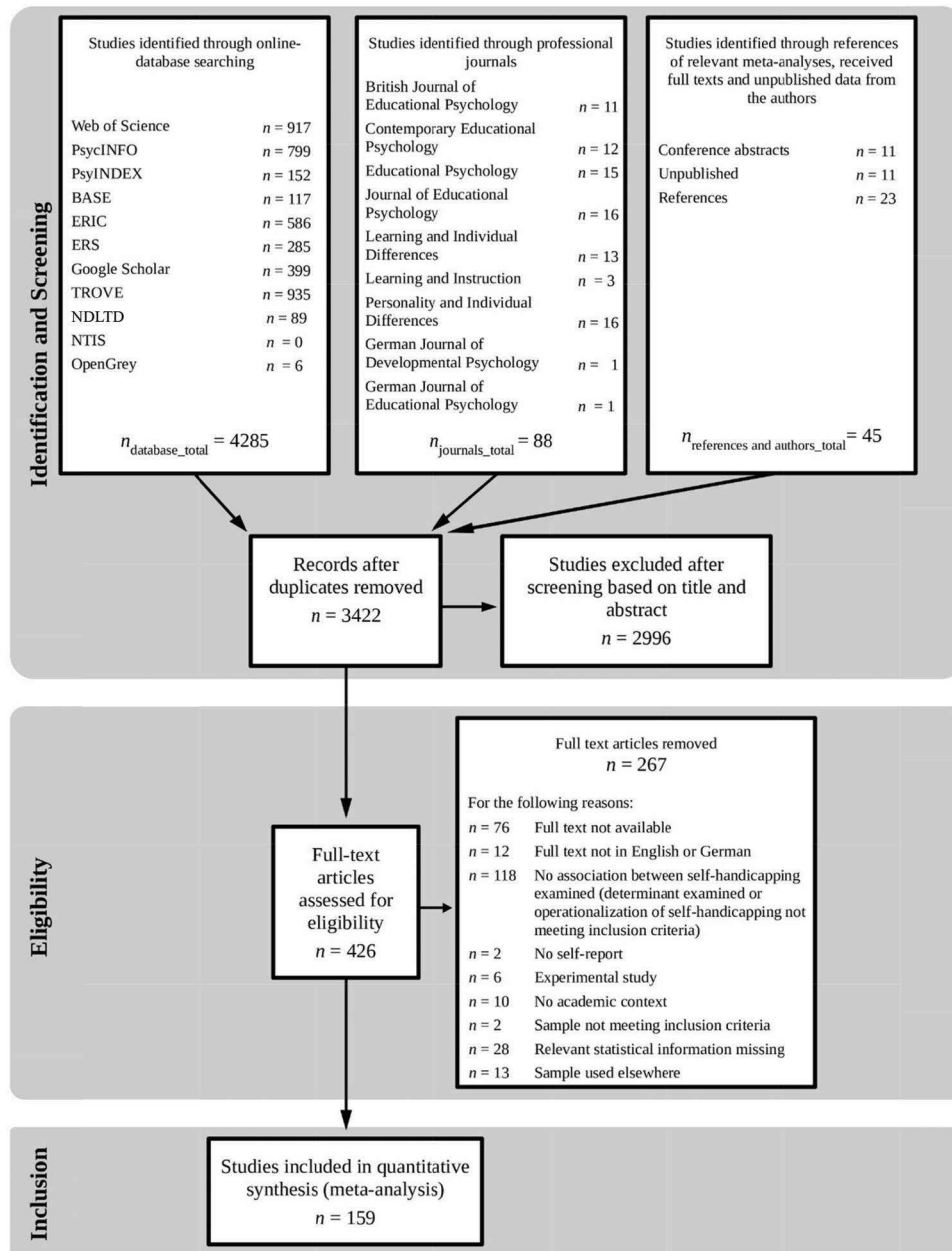 Identification and Screening
Studies identified through online-
database searching
Web of Science n = 917
PsycINFO n = 799
PsyINDEX n = 152
BASE n = 117
ERIC n = 586
ERS n = 285
Google Scholar n = 399
TROVE n = 935
NDLTD n = 89
NTIS n = 0
OpenGrey n = 6
n database_total = 4285
Studies identified through professional
journals
British Journal of
Educational Psychology n = 11
Contemporary Educational
Psychology n = 12
Educational Psychology n = 15
Journal of Educational
Psychology n = 16
Learning and Individual
Differences n = 13
Learning and Instruction n = 3
Personality and Individual
Differences n = 16
German Journal of
Developmental Psychology n = 1
German Journal of
Educational Psychology n = 1
n journals_total = 88
Studies identified through references
of relevant meta-analyses, received
full texts and unpublished data from
the authors
Conference abstracts n = 11
Unpublished n = 11
References n = 23
n references and authors_total = 45
Records after
duplicates removed
n = 3422
Studies excluded after
screening based on title and
abstract
n = 2996
Eligibility
Full-text
articles
assessed for
eligibility
n = 426
Full text articles removed
n = 267
For the following reasons:
n = 76 Full text not available
n = 12 Full text not in English or German
n = 118 No association between self-handicapping
examined (determinant examined or
operationalization of self-handicapping not
meeting inclusion criteria)
n = 2 No self-report
n = 6 Experimental study
n = 10 No academic context
n = 2 Sample not meeting inclusion criteria
n = 28 Relevant statistical information missing
n = 13 Sample used elsewhere
Inclusion
Studies included in quantitative
synthesis (meta-analysis)
n = 159